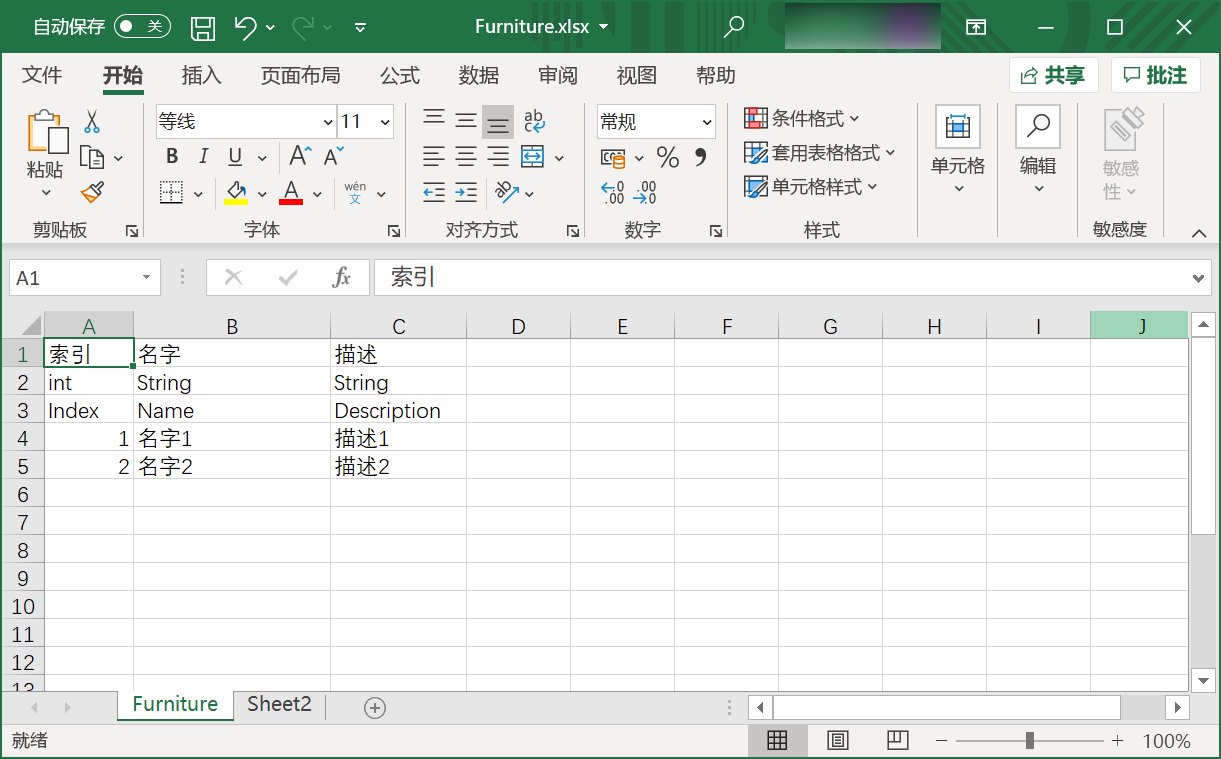 自动保存 关 Furniture.xlsx
文件 开始 插入 页面布局 公式 数据 审阅 视图 帮助 共享 批注
等线 11 ab c 常规 条件格式
粘贴 B I U A A % 套用表格格式 单元格 编辑 敏感性
A wén 文 .00 .00 0 单元格样式
剪贴板 字体 对齐方式 数字 样式 敏感度
A1 fx 索引
A B C D E F G H I J
1 索引 名字 描述
2 int String String
3 Index Name Description
4 1 名字1 描述1
5 2 名字2 描述2
6
7
8
9
10
11
12
13
Furniture Sheet2
就绪 100%